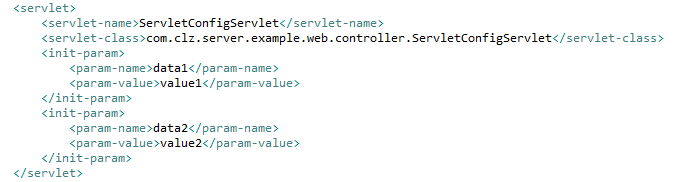 <servlet>
<servlet-name>ServletConfigServlet</servlet-name>
<servlet-class>com.clz.server.example.web.controller.ServletConfigServlet</servlet-class>
<init-param>
<param-name>data1</param-name>
<param-value>value1</param-value>
</init-param>
<init-param>
<param-name>data2</param-name>
<param-value>value2</param-value>
</init-param>
</servlet>